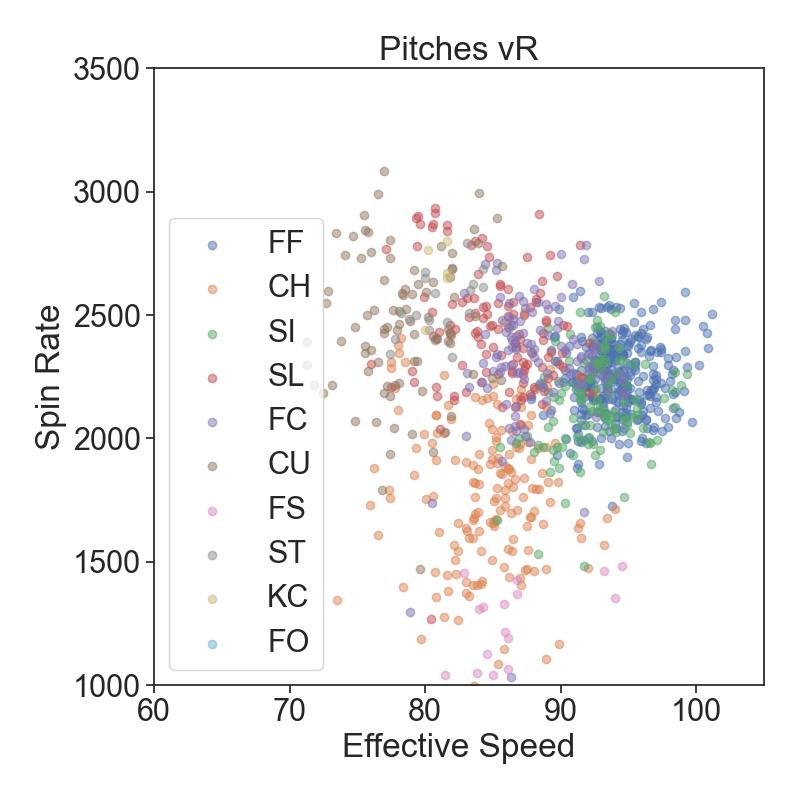 Pitches vR
3500
3000
2500
2000
1500
1000
Spin Rate
FF
CH
SI
SL
FC
CU
FS
ST
KC
FO
60 70 80 90 100
Effective Speed